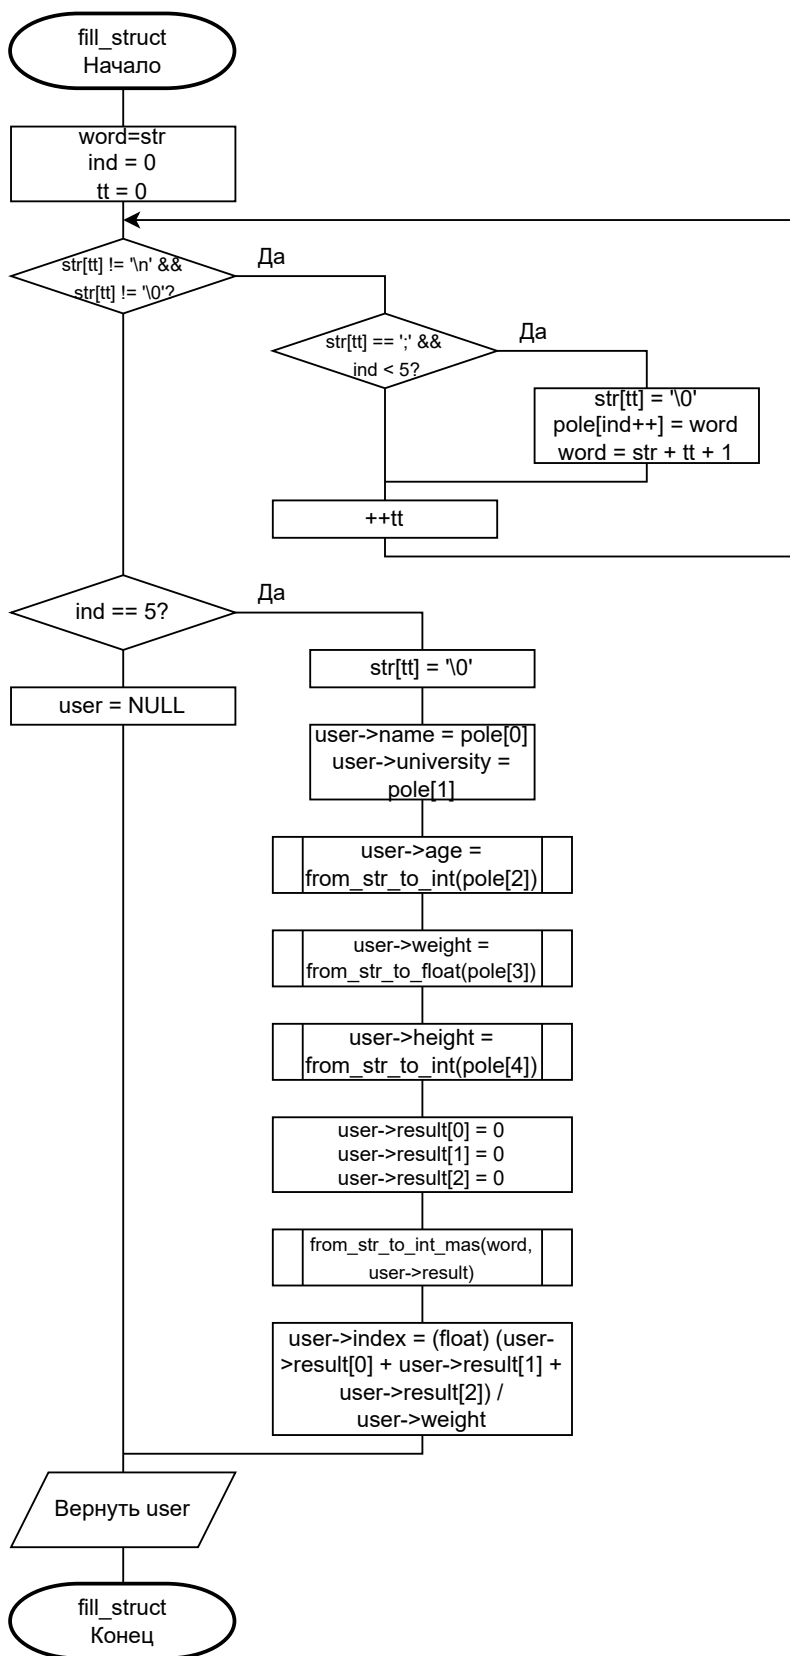 fill_struct
Начало
word=str
ind = 0
tt = 0
str[tt] != '\n' &&
str[tt] != '\0'?
Да
str[tt] == ';' &&
ind < 5?
Да
str[tt] = '\0'
pole[ind++] = word
word = str + tt + 1
++tt
ind == 5?
Да
str[tt] = '\0'
user = NULL
user->name = pole[0]
user->university =
pole[1]
user->age =
from_str_to_int(pole[2])
user->weight =
from_str_to_float(pole[3])
user->height =
from_str_to_int(pole[4])
user->result[0] = 0
user->result[1] = 0
user->result[2] = 0
from_str_to_int_mas(word,
user->result)
user->index = (float) (user-
>result[0] + user->result[1] +
user->result[2]) /
user->weight
Вернуть user
fill_struct
Конец